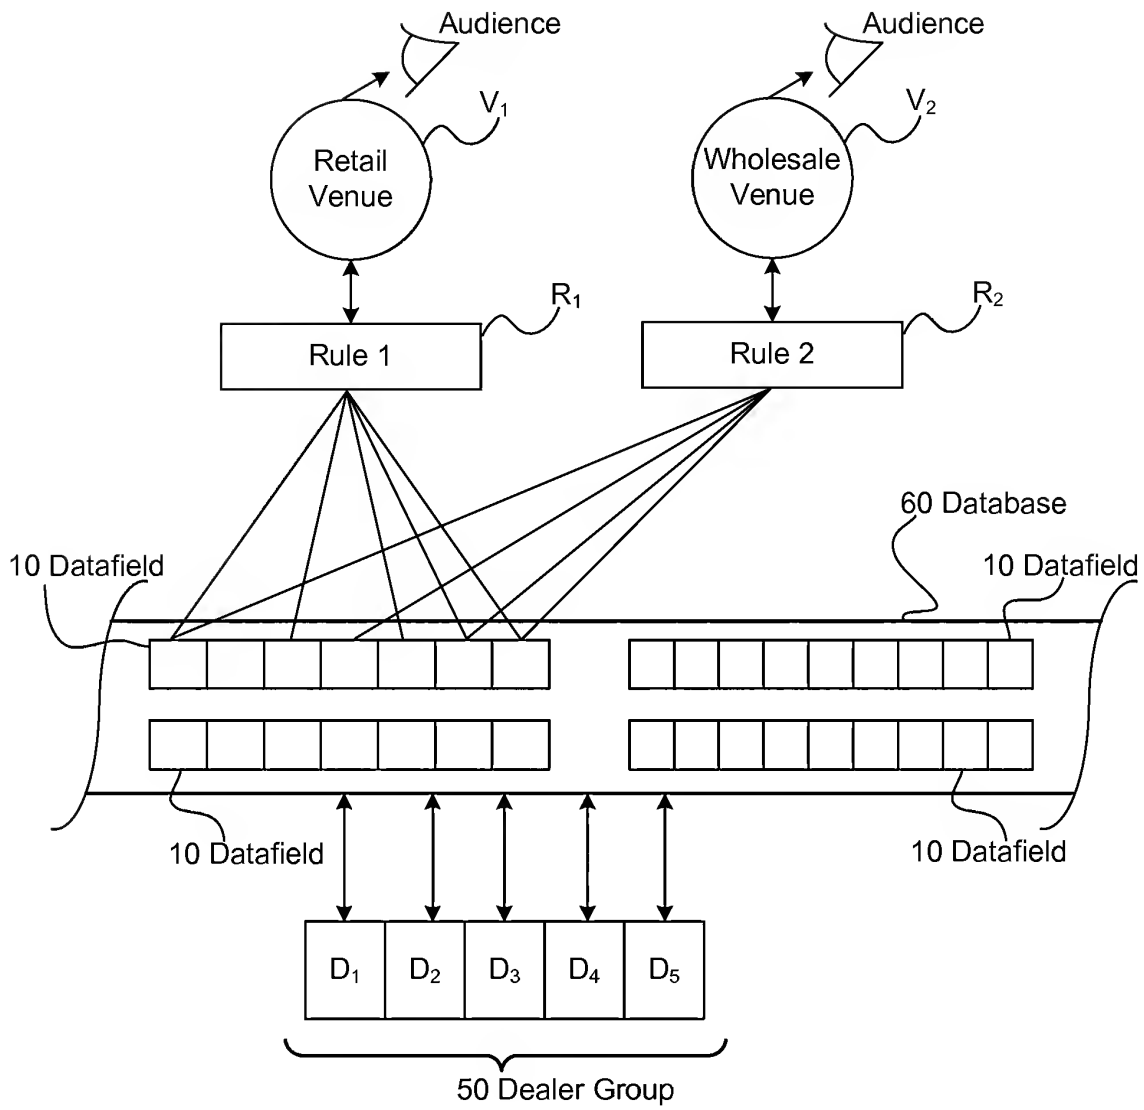 Audience
Audience
V₁
V₂
Retail
Venue
Wholesale
Venue
R₁
R₂
Rule 1
Rule 2
60 Database
10 Datafield
10 Datafield
10 Datafield
10 Datafield
D₁ D₂ D₃ D₄ D₅
50 Dealer Group